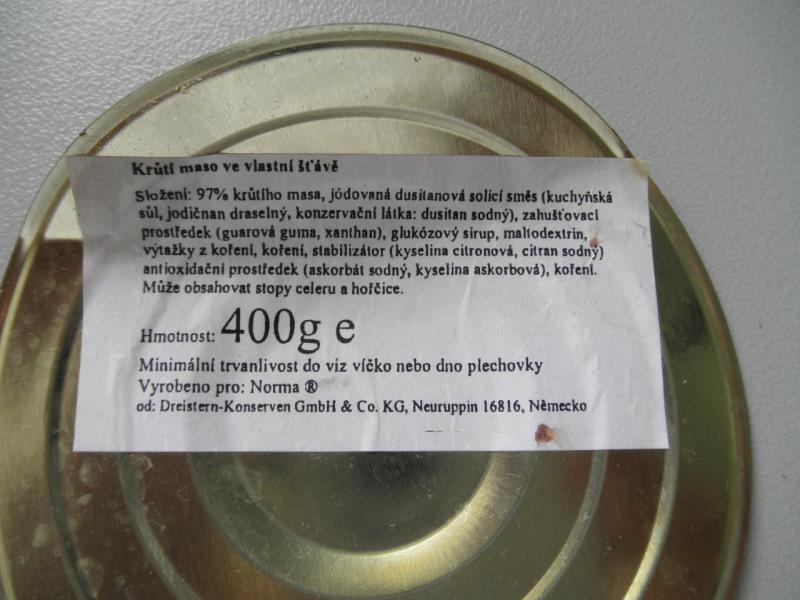 Krůtí maso ve vlastní šťávě
Složení: 97% krůtího masa, jódovaná dusitanová solicí směs (kuchyňská
sůl, jodičnan draselný, konzervační látka: dusitan sodný), zahušťovací
prostředek (guarová guma, xanthan), glukózový sirup, maltodextrin,
výtažky z koření, koření, stabilizátor (kyselina citronová, citran sodný)
antioxidační prostředek (askorbát sodný, kyselina askorbová), koření.
Může obsahovat stopy celeru a hořčice.
Hmotnost: 400g e
Minimální trvanlivost do viz víčko nebo dno plechovky
Vyrobeno pro: Norma ®
od: Dreistern-Konserven GmbH & Co. KG, Neuruppin 16816, Německo